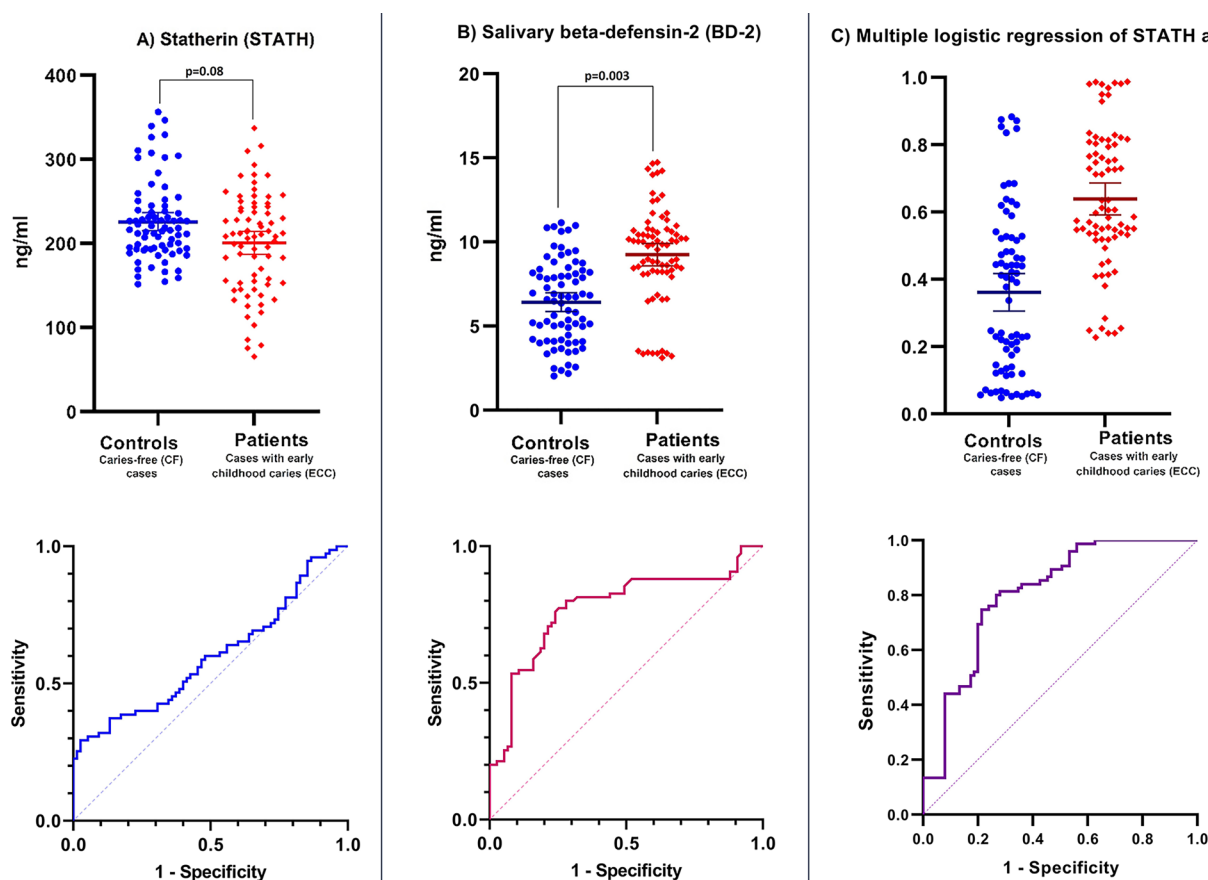 A) Statherin (STATH)
p=0.08
400
300
200
100
0
ng/ml
Controls
Caries-free (CF)
cases
Patients
Cases with early
childhood caries (ECC)
1.0
0.5
0.0
Sensitivity
0.0
0.5
1.0
1 - Specificity
B) Salivary beta-defensin-2 (BD-2)
p=0.003
20
15
10
5
0
ng/ml
Controls
Caries-free (CF)
cases
Patients
Cases with early
childhood caries (ECC)
1.0
0.5
0.0
Sensitivity
0.0
0.5
1.0
1 - Specificity
C) Multiple logistic regression of STATH a
1.0
0.8
0.6
0.4
0.2
0.0
Controls
Caries-free (CF)
cases
Patients
Cases with early
childhood caries (ECC)
1.0
0.8
0.6
0.4
0.2
0.0
Sensitivity
0.0
0.2
0.4
0.6
0.8
1.0
1 - Specificity